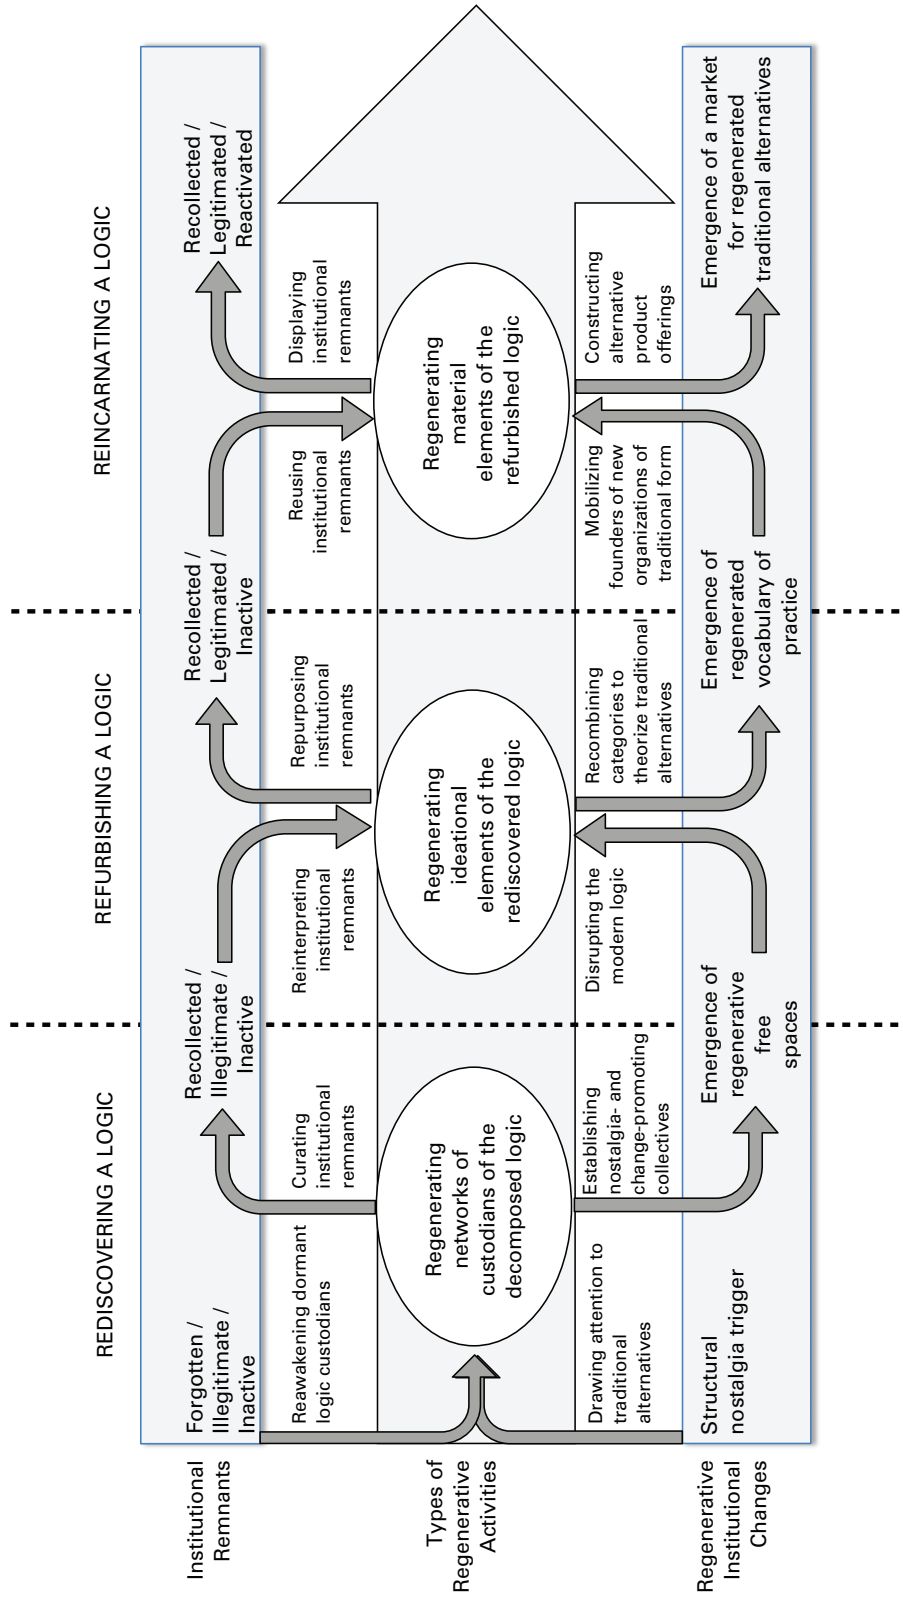 REDISCOVERING A LOGIC
REFURBISHING A LOGIC
REINCARNATING A LOGIC
Institutional
Remnants
Forgotten /
Illegitimate /
Inactive
Recollected /
Illegitimate /
Inactive
Recollected /
Legitimated /
Inactive
Recollected /
Legitimated /
Reactivated
Reawakening dormant
logic custodians
Curating
institutional
remnants
Reinterpreting
institutional
remnants
Repurposing
institutional
remnants
Reusing
institutional
remnants
Displaying
institutional
remnants
Types of
Regenerative
Activities
Regenerating
networks of
custodians of the
decomposed logic
Regenerating
ideational
elements of the
rediscovered logic
Regenerating
material
elements of the
refurbished logic
Drawing attention to
traditional
alternatives
Establishing
nostalgia- and
change-promoting
collectives
Disrupting the
modern logic
Recombining
categories to
theorize traditional
alternatives
Mobilizing
founders of new
organizations of
traditional form
Constructing
alternative
product
offerings
Regenerative
Institutional
Changes
Structural
nostalgia trigger
Emergence of
regenerative
free
spaces
Emergence of
regenerated
vocabulary of
practice
Emergence of a market
for regenerated
traditional alternatives